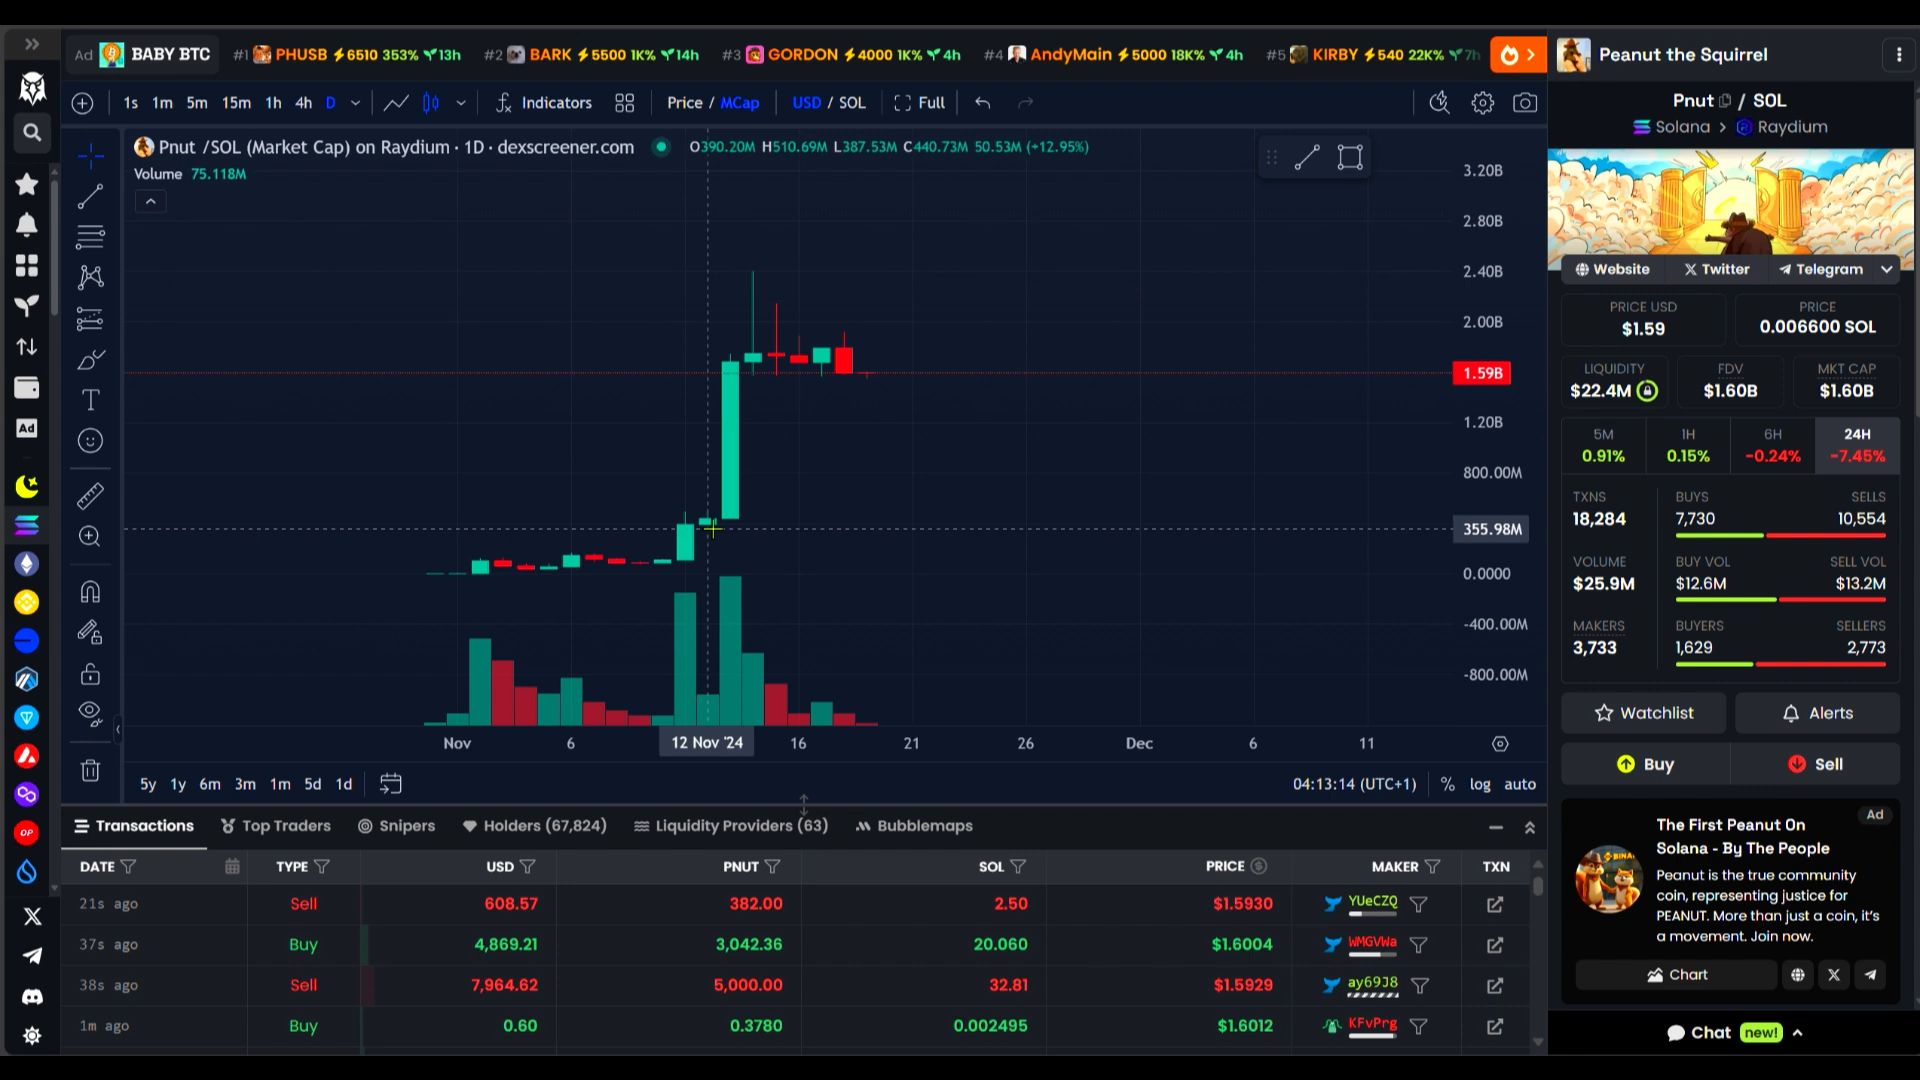 Ad BABY BTC #1 PHUSB 6510 353% 13h #2 BARK 5500 1K% 14h #3 GORDON 4000 1K% 4h #4 AndyMain 5000 18K% 4h #5 KIRBY 540 22K% 7h
Peanut the Squirrel
1s 1m 5m 15m 1h 4h D Indicators Price / MCap USD / SOL Full
Pnut / SOL
Solana > Raydium
Pnut /SOL (Market Cap) on Raydium · 1D · dexscreener.com O390.20M H510.69M L387.53M C440.73M 50.53M (+12.95%)
Volume 75.118M
3.20B
2.80B
2.40B
2.00B
1.59B
1.20B
800.00M
355.98M
0.0000
-400.00M
-800.00M
Nov 6 12 Nov '24 16 21 26 Dec 6 11
5y 1y 6m 3m 1m 5d 1d 04:13:14 (UTC+1) % log auto
Ad
OP
T
Website Twitter Telegram
PRICE USD
$1.59
PRICE
0.006600 SOL
LIQUIDITY
$22.4M
FDV
$1.60B
MKT CAP
$1.60B
5M 1H 6H 24H
0.91% 0.15% -0.24% -7.45%
TXNS BUYS SELLS
18,284 7,730 10,554
VOLUME BUY VOL SELL VOL
$25.9M $12.6M $13.2M
MAKERS BUYERS SELLERS
3,733 1,629 2,773
Watchlist Alerts
Buy Sell
Transactions Top Traders Snipers Holders (67,824) Liquidity Providers (63) Bubblemaps
DATE TYPE USD PNUT SOL PRICE MAKER TXN
21s ago Sell 608.57 382.00 2.50 $1.5930 YUeCZQ
37s ago Buy 4,869.21 3,042.36 20.060 $1.6004 WMGVWa
38s ago Sell 7,964.62 5,000.00 32.81 $1.5929 ay69J8
1m ago Buy 0.60 0.3780 0.002495 $1.6012 KFvPrg
Ad
The First Peanut On
Solana - By The People
Peanut is the true community
coin, representing justice for
PEANUT. More than just a coin, it's
a movement. Join now.
Chart
Chat new!